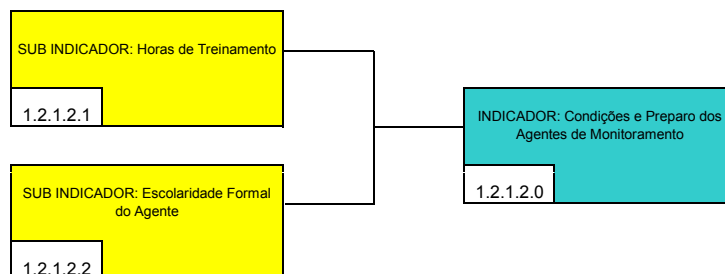 SUB INDICADOR: Horas de Treinamento
1.2.1.2.1
INDICADOR: Condições e Preparo dos
Agentes de Monitoramento
1.2.1.2.0
SUB INDICADOR: Escolaridade Formal
do Agente
1.2.1.2.2